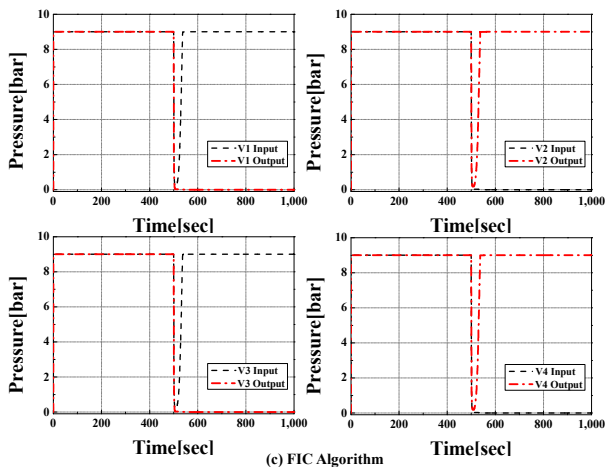 10
8
6
4
2
0
Pressure[bar]
V1 Input
V1 Output
0 200 400 600 800 1,000
Time[sec]
10
8
6
4
2
0
Pressure[bar]
V2 Input
V2 Output
0 200 400 600 800 1,000
Time[sec]
10
8
6
4
2
0
Pressure[bar]
V3 Input
V3 Output
0 200 400 600 800 1,000
Time[sec]
10
8
6
4
2
0
Pressure[bar]
V4 Input
V4 Output
0 200 400 600 800 1,000
Time[sec]
(c) FIC Algorithm